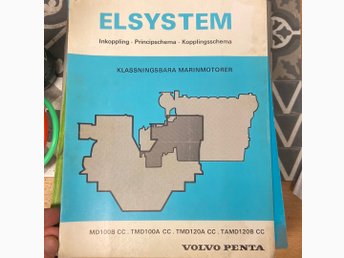 ELSYSTEM
Inkoppling - Principschema - Kopplingsschema
KLASSNINGSBARA MARINMOTORER
MD100B CC . TMD100A CC . TMD120A CC . TAMD120B CC
VOLVO PENTA